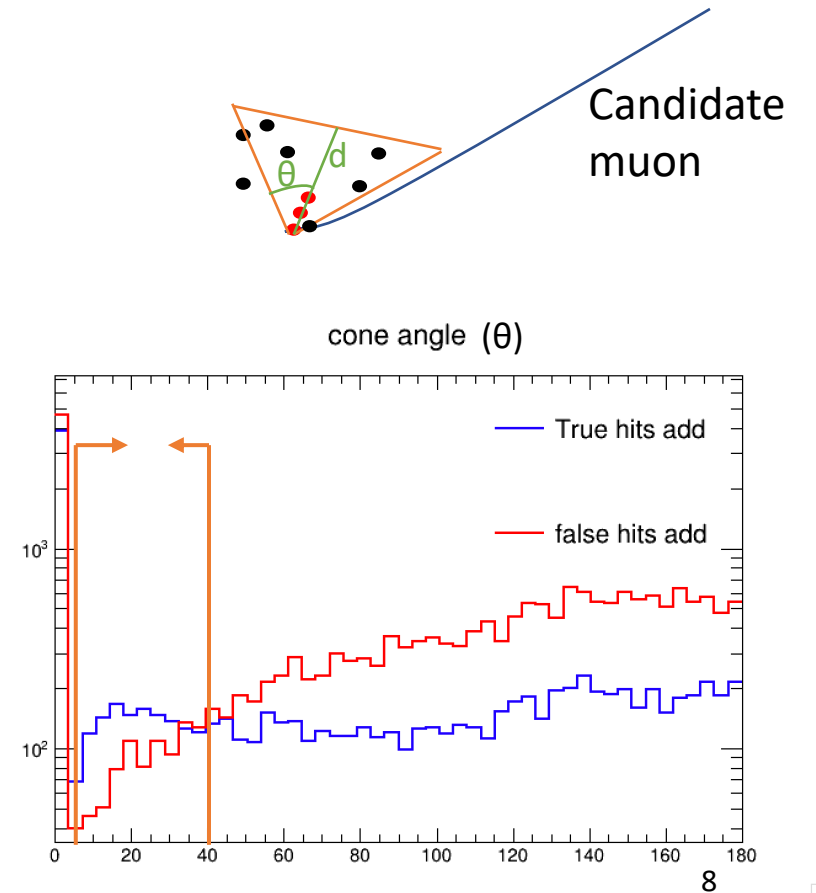 Candidate
muon
θ
d
cone angle (θ)
True hits add
false hits add
10³
10²
0 20 40 60 80 100 120 140 160 180
8